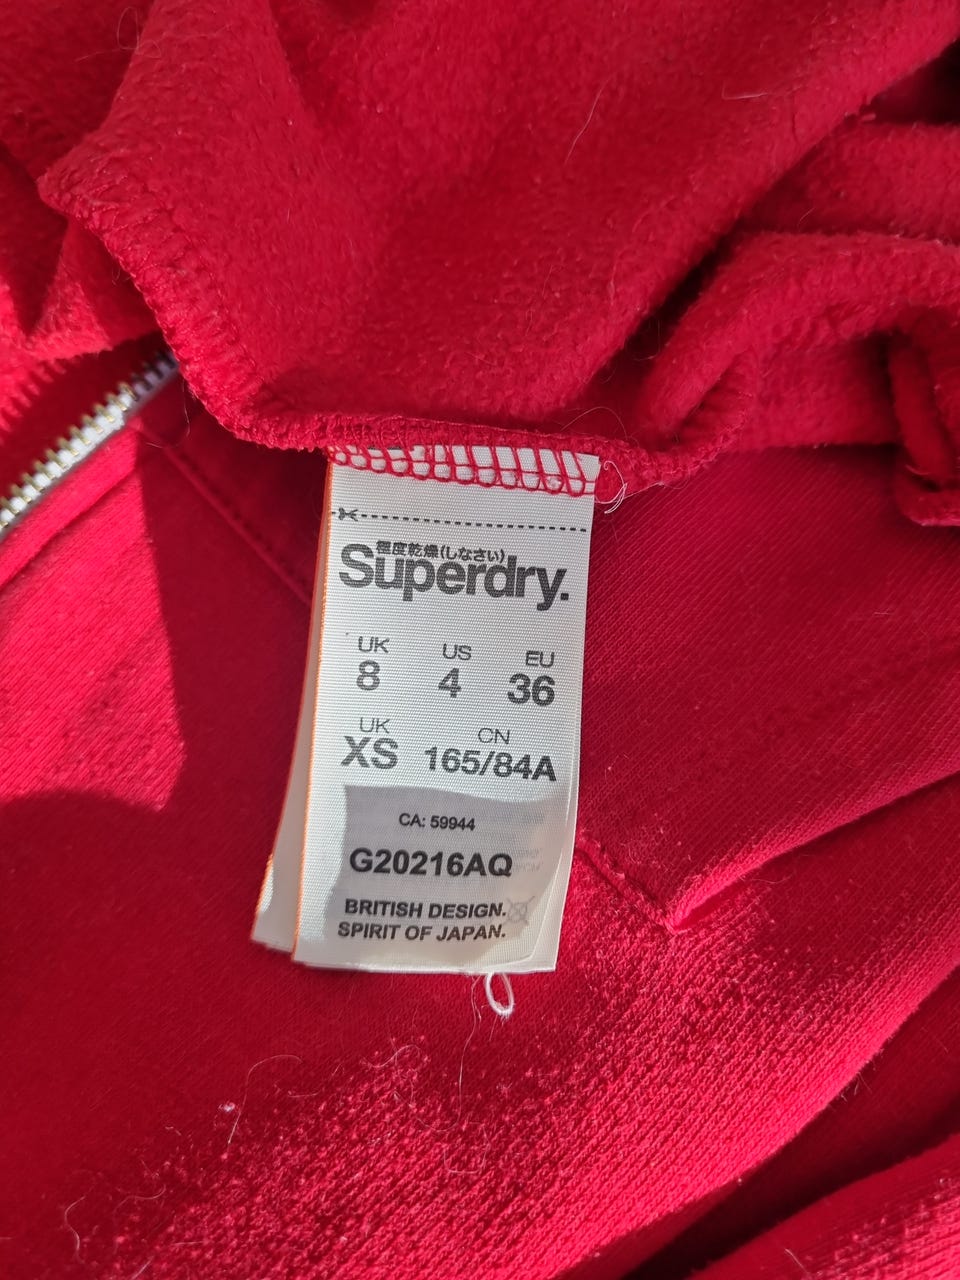 極度乾燥(しなさい)
Superdry.
UK US EU
8 4 36
UK CN
XS 165/84A
CA: 59944
G20216AQ
BRITISH DESIGN.
SPIRIT OF JAPAN.